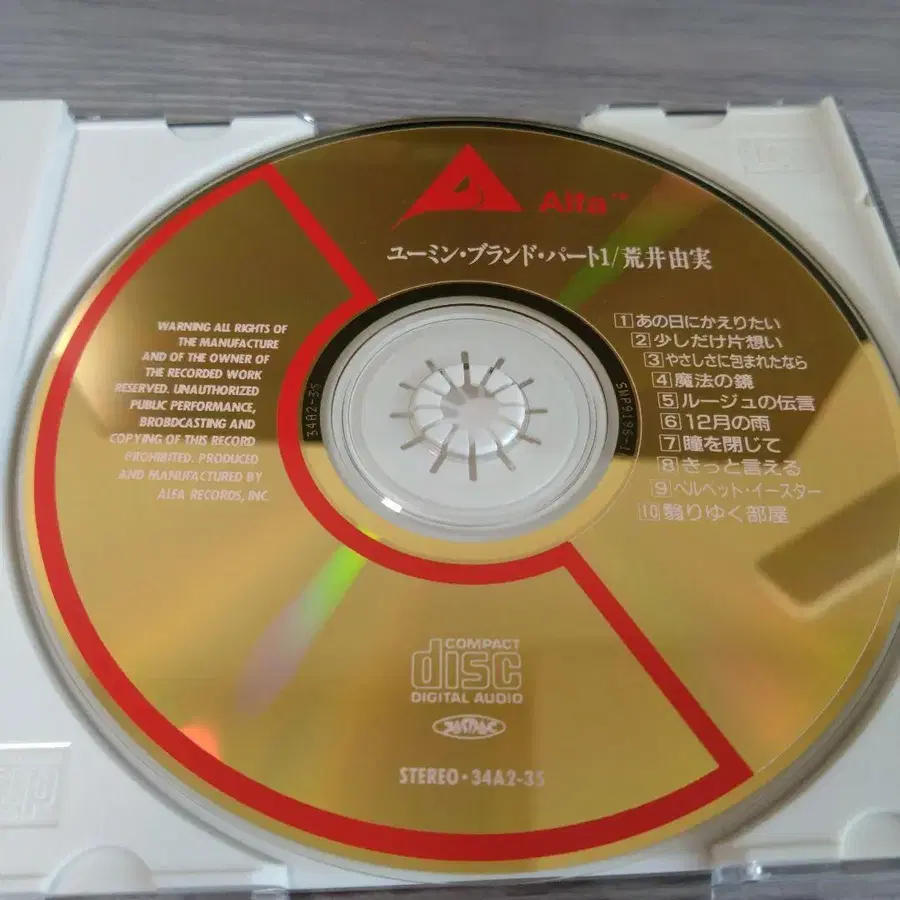 Alfa™
ユーミン・ブランド・パート1/荒井由実
1 あの日にかえりたい
2 少しだけ片想い
3 やさしさに包まれたなら
4 魔法の鏡
5 ルージュの伝言
6 12月の雨
7 瞳を閉じて
8 きっと言える
9 ベルベット・イースター
10 翳りゆく部屋
WARNING ALL RIGHTS OF
THE MANUFACTURE
AND OF THE OWNER OF
THE RECORDED WORK
RESERVED. UNAUTHORIZED
PUBLIC PERFORMANCE,
BROBDCASTING AND
COPYING OF THIS RECORD
PROHIBITED. PRODUCED
AND MANUFACTURED BY
ALFA RECORDS, INC.
34A2-35
COMPACT
disc
DIGITAL AUDIO
JASRAC
STEREO・34A2-35